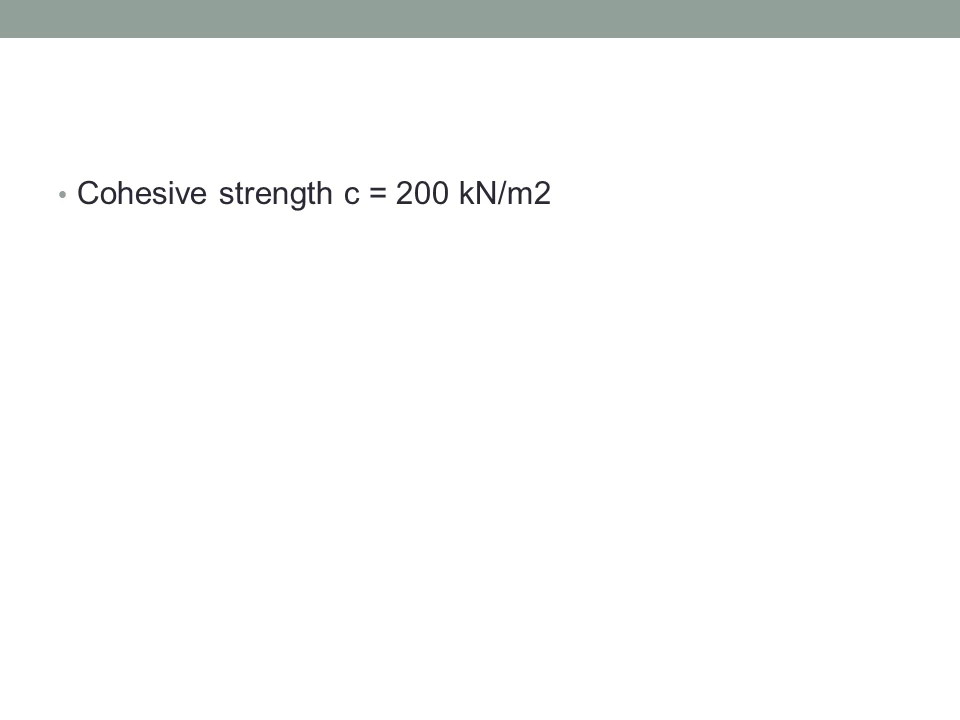 • Cohesive strength c = 200 kN/m2